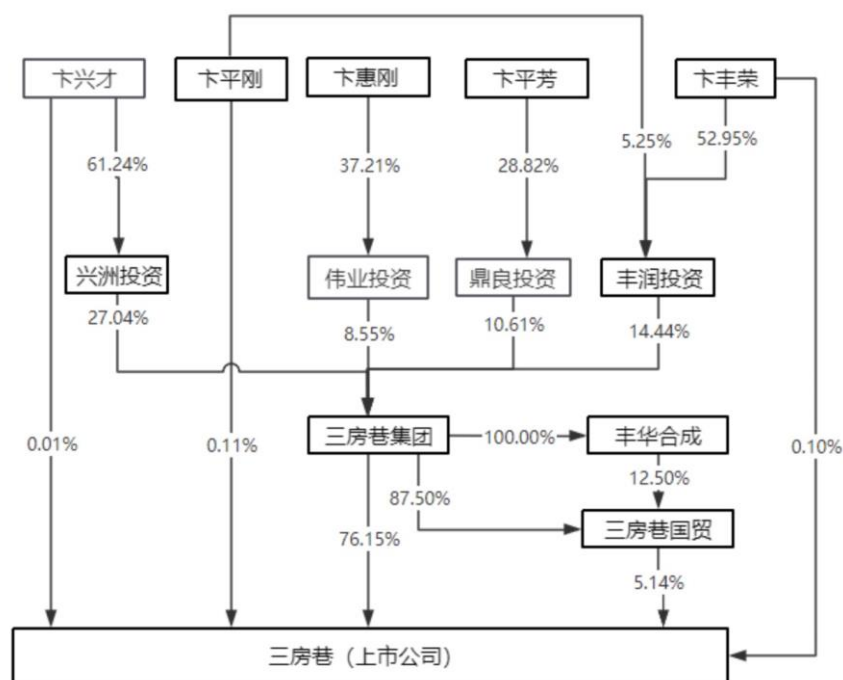 卞兴才
卞平刚
卞惠刚
卞平芳
卞丰荣
61.24%
37.21%
28.82%
5.25%
52.95%
兴洲投资
伟业投资
鼎良投资
丰润投资
27.04%
8.55%
10.61%
14.44%
三房巷集团
100.00%
丰华合成
0.01%
0.11%
0.10%
87.50%
12.50%
三房巷国贸
76.15%
5.14%
三房巷（上市公司）